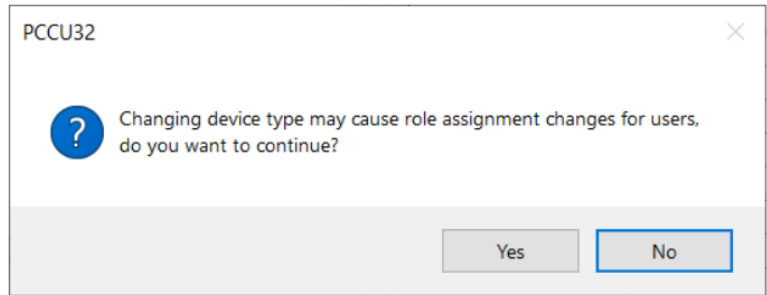 PCCU32
Changing device type may cause role assignment changes for users,
do you want to continue?
Yes
No